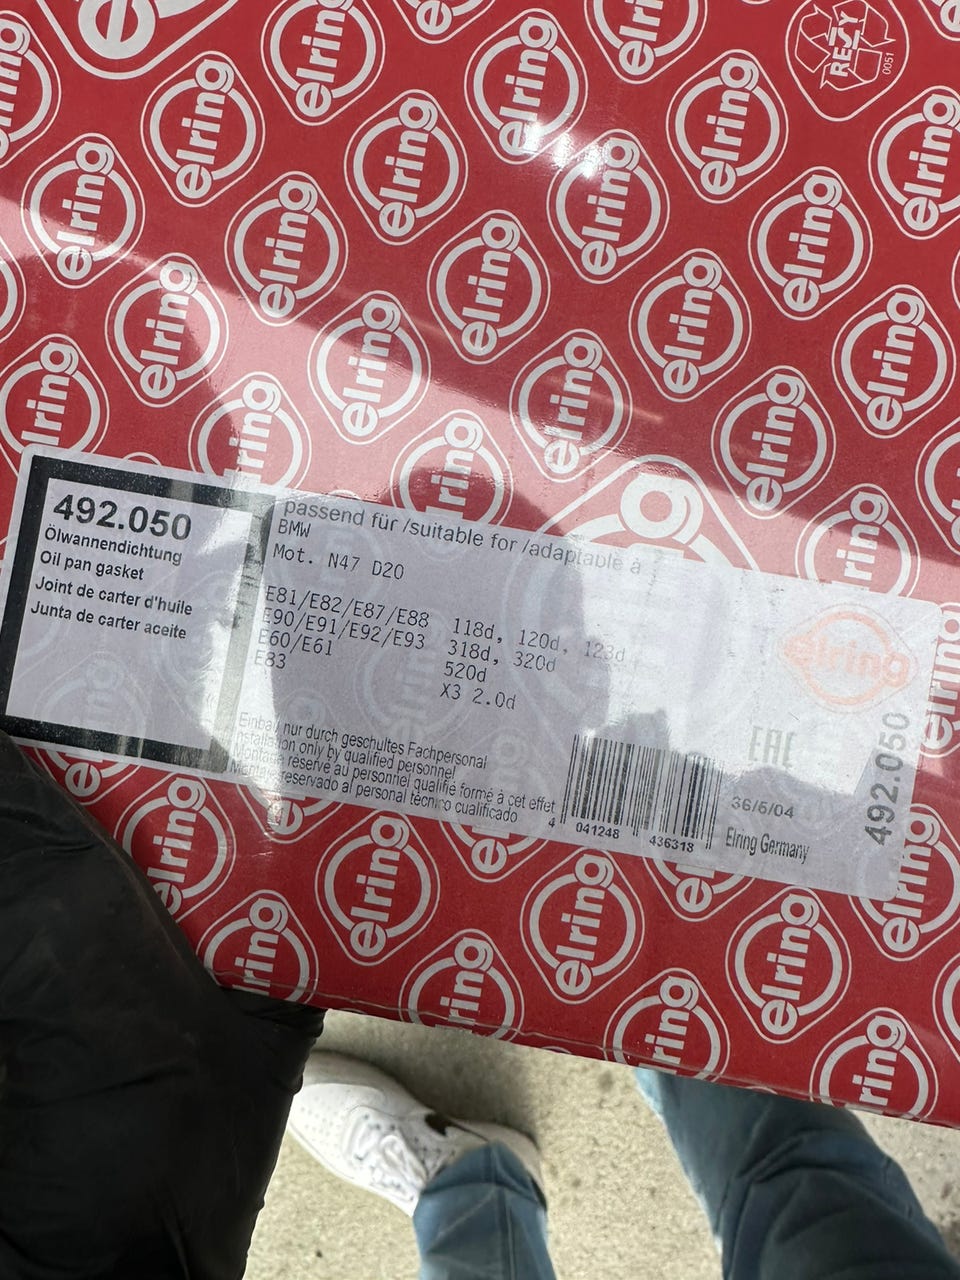 elring
RESY
0051
492.050
Ölwannendichtung
Oil pan gasket
Joint de carter d'huile
Junta de carter aceite
passend für /suitable for /adaptable à
BMW
Mot. N47 D20
E81/E82/E87/E88 118d, 120d, 123d
E90/E91/E92/E93 318d, 320d
E60/E61 520d
E83 X3 2.0d
Einbau nur durch geschultes Fachpersonal
Installation only by qualified personnel
Montage réservé au personnel qualifié formé à cet effet
Montaje reservado al personal técnico cualificado
4 041248 436318
elring
EAC
36/5/04
Elring Germany
492.050